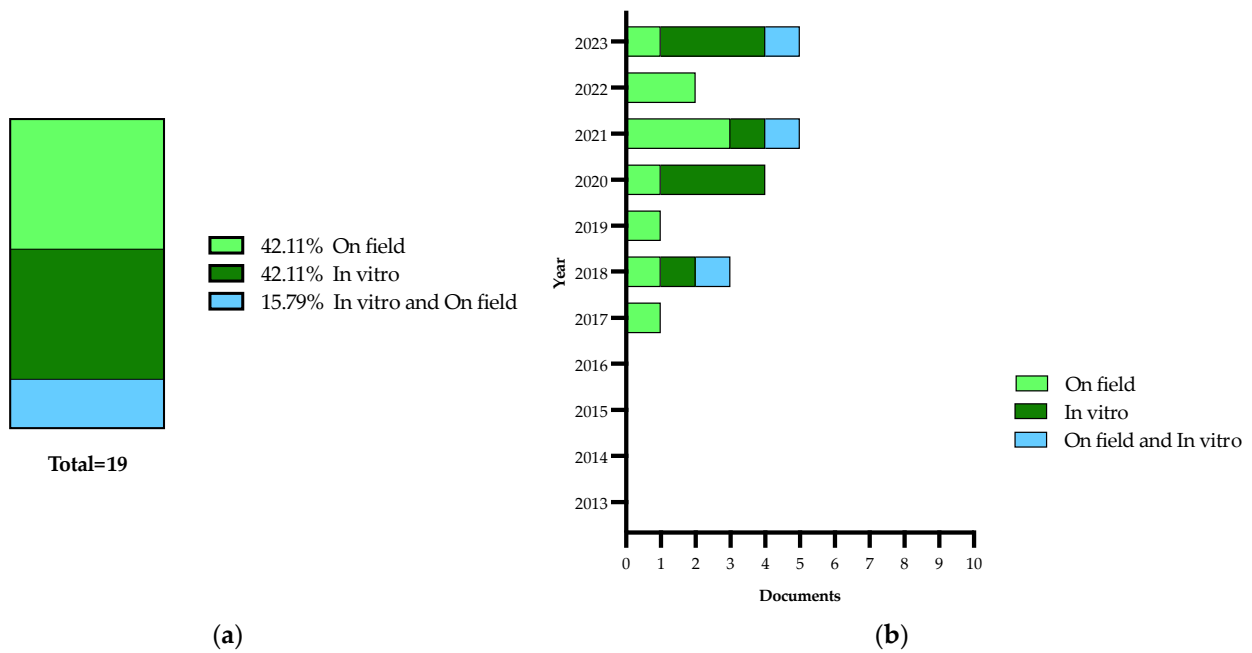 42.11% On field
42.11% In vitro
15.79% In vitro and On field
Total=19
(a)
Year
2023
2022
2021
2020
2019
2018
2017
2016
2015
2014
2013
0 1 2 3 4 5 6 7 8 9 10
Documents
On field
In vitro
On field and In vitro
(b)